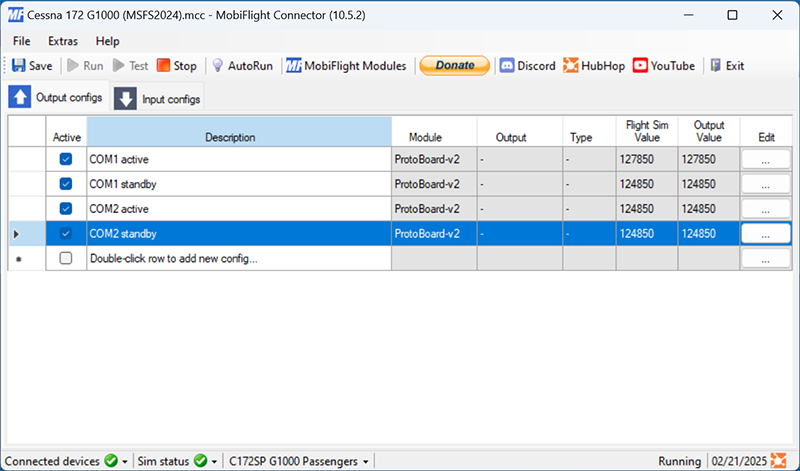 MF Cessna 172 G1000 (MSFS2024).mcc - MobiFlight Connector (10.5.2)
File Extras Help
Save Run Test Stop AutoRun MF MobiFlight Modules Donate Discord HubHop YouTube Exit
Output configs Input configs
Active Description Module Output Type Flight Sim Value Output Value Edit
COM1 active ProtoBoard-v2 - - 127850 127850 ...
COM1 standby ProtoBoard-v2 - - 124850 124850 ...
COM2 active ProtoBoard-v2 - - 124850 124850 ...
COM2 standby ProtoBoard-v2 - - 124850 124850 ...
Double-click row to add new config... ...
Connected devices Sim status C172SP G1000 Passengers Running 02/21/2025